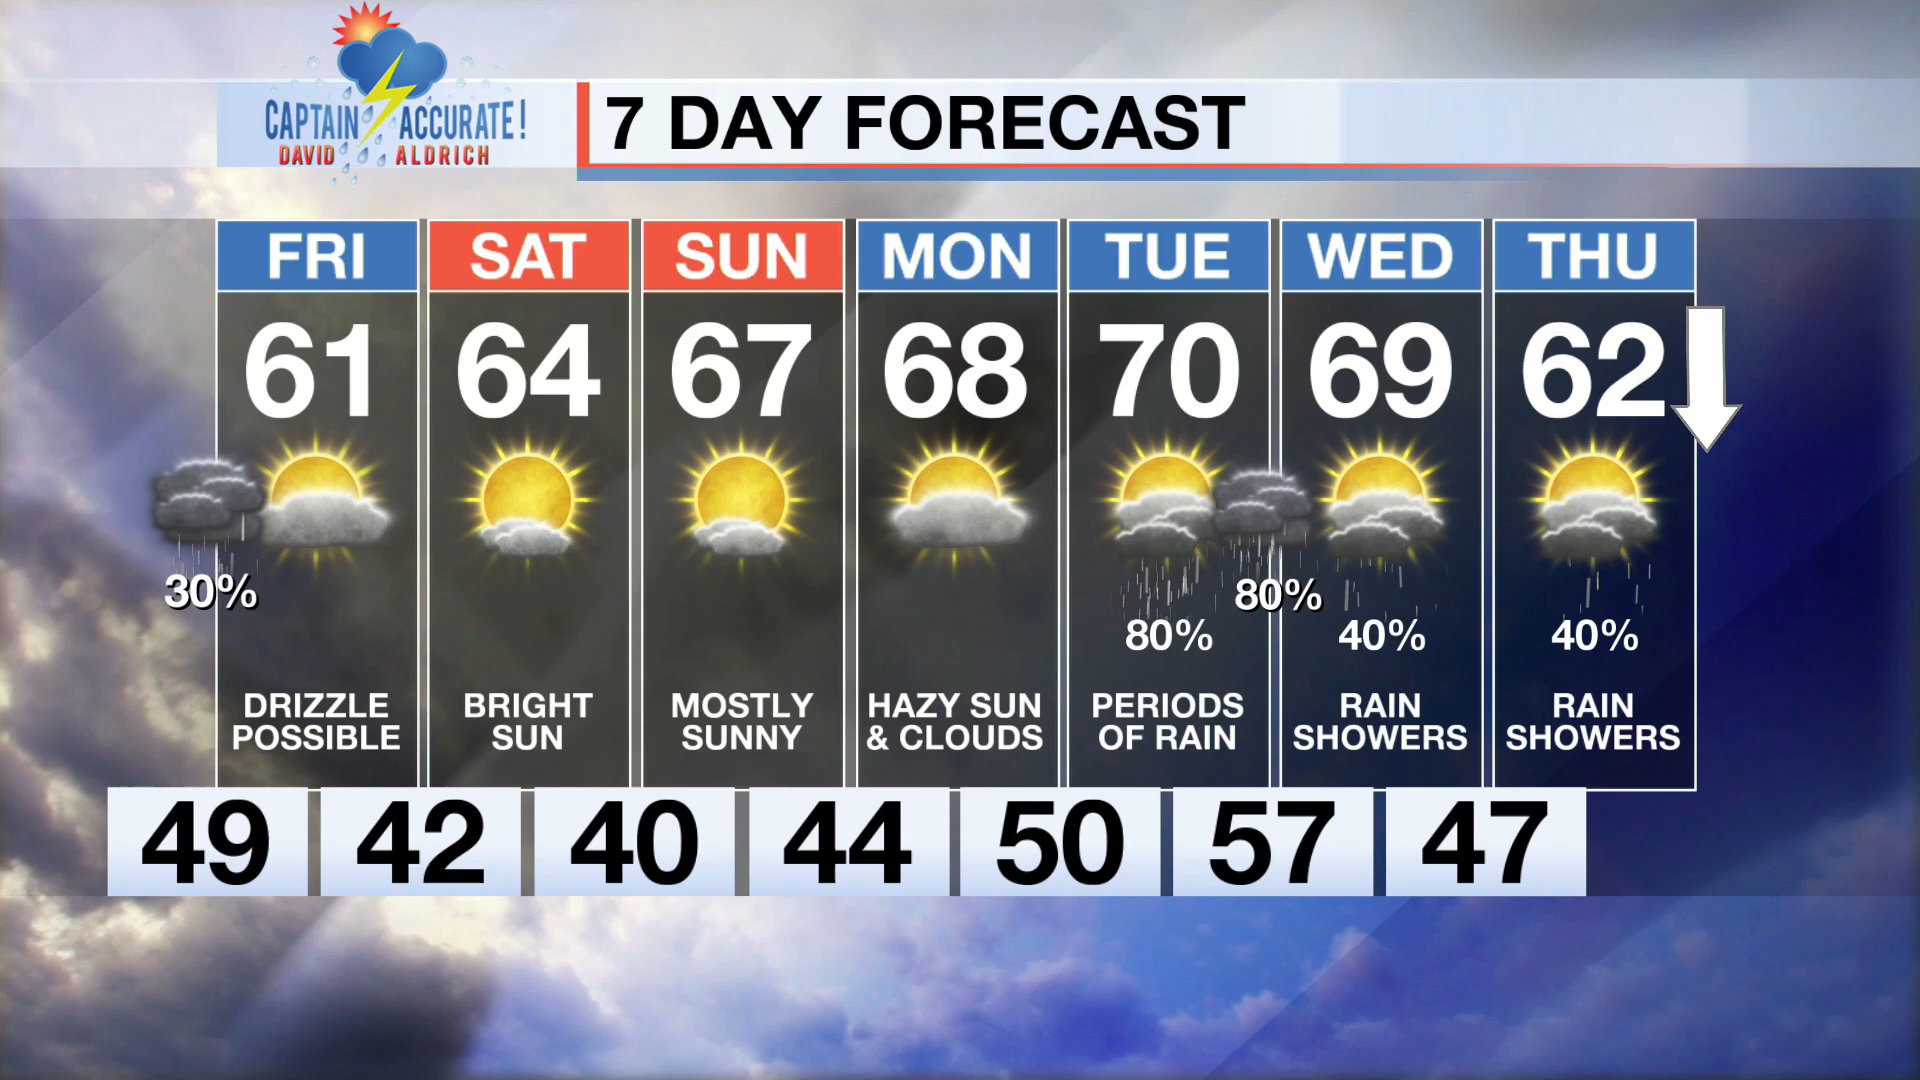 CAPTAIN ACCURATE!
DAVID ALDRICH
7 DAY FORECAST
FRI SAT SUN MON TUE WED THU
61 64 67 68 70 69 62
30% 80%
80% 40% 40%
DRIZZLE BRIGHT MOSTLY HAZY SUN PERIODS RAIN RAIN
POSSIBLE SUN SUNNY & CLOUDS OF RAIN SHOWERS SHOWERS
49 42 40 44 50 57 47